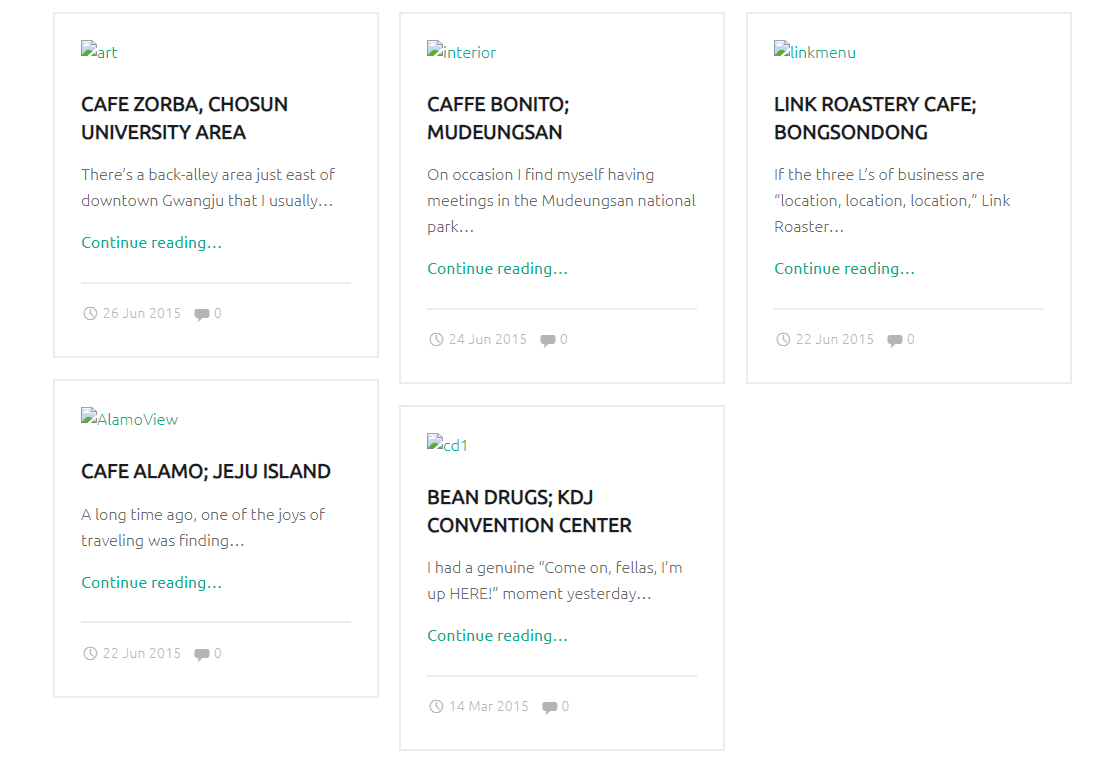 art
CAFE ZORBA, CHOSUN
UNIVERSITY AREA
There’s a back-alley area just east of
downtown Gwangju that I usually…
Continue reading…
26 Jun 2015 0
interior
CAFFE BONITO;
MUDEUNGSAN
On occasion I find myself having
meetings in the Mudeungsan national
park…
Continue reading…
24 Jun 2015 0
linkmenu
LINK ROASTERY CAFE;
BONGSONDONG
If the three L’s of business are
“location, location, location,” Link
Roaster…
Continue reading…
22 Jun 2015 0
AlamoView
CAFE ALAMO; JEJU ISLAND
A long time ago, one of the joys of
traveling was finding…
Continue reading…
22 Jun 2015 0
cd1
BEAN DRUGS; KDJ
CONVENTION CENTER
I had a genuine “Come on, fellas, I’m
up HERE!” moment yesterday…
Continue reading…
14 Mar 2015 0